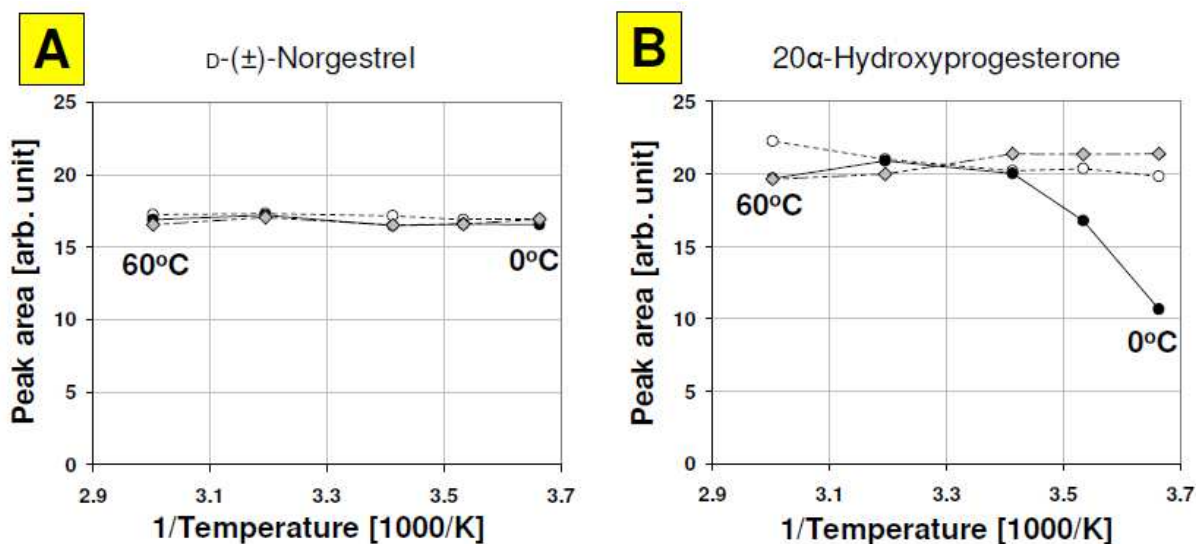 A
D-(±)-Norgestrel
Peak area [arb. unit]
25
20
15
10
5
0
60°C
0°C
2.9
3.1
3.3
3.5
3.7
1/Temperature [1000/K]
B
20α-Hydroxyprogesterone
Peak area [arb. unit]
25
20
15
10
5
0
60°C
0°C
2.9
3.1
3.3
3.5
3.7
1/Temperature [1000/K]